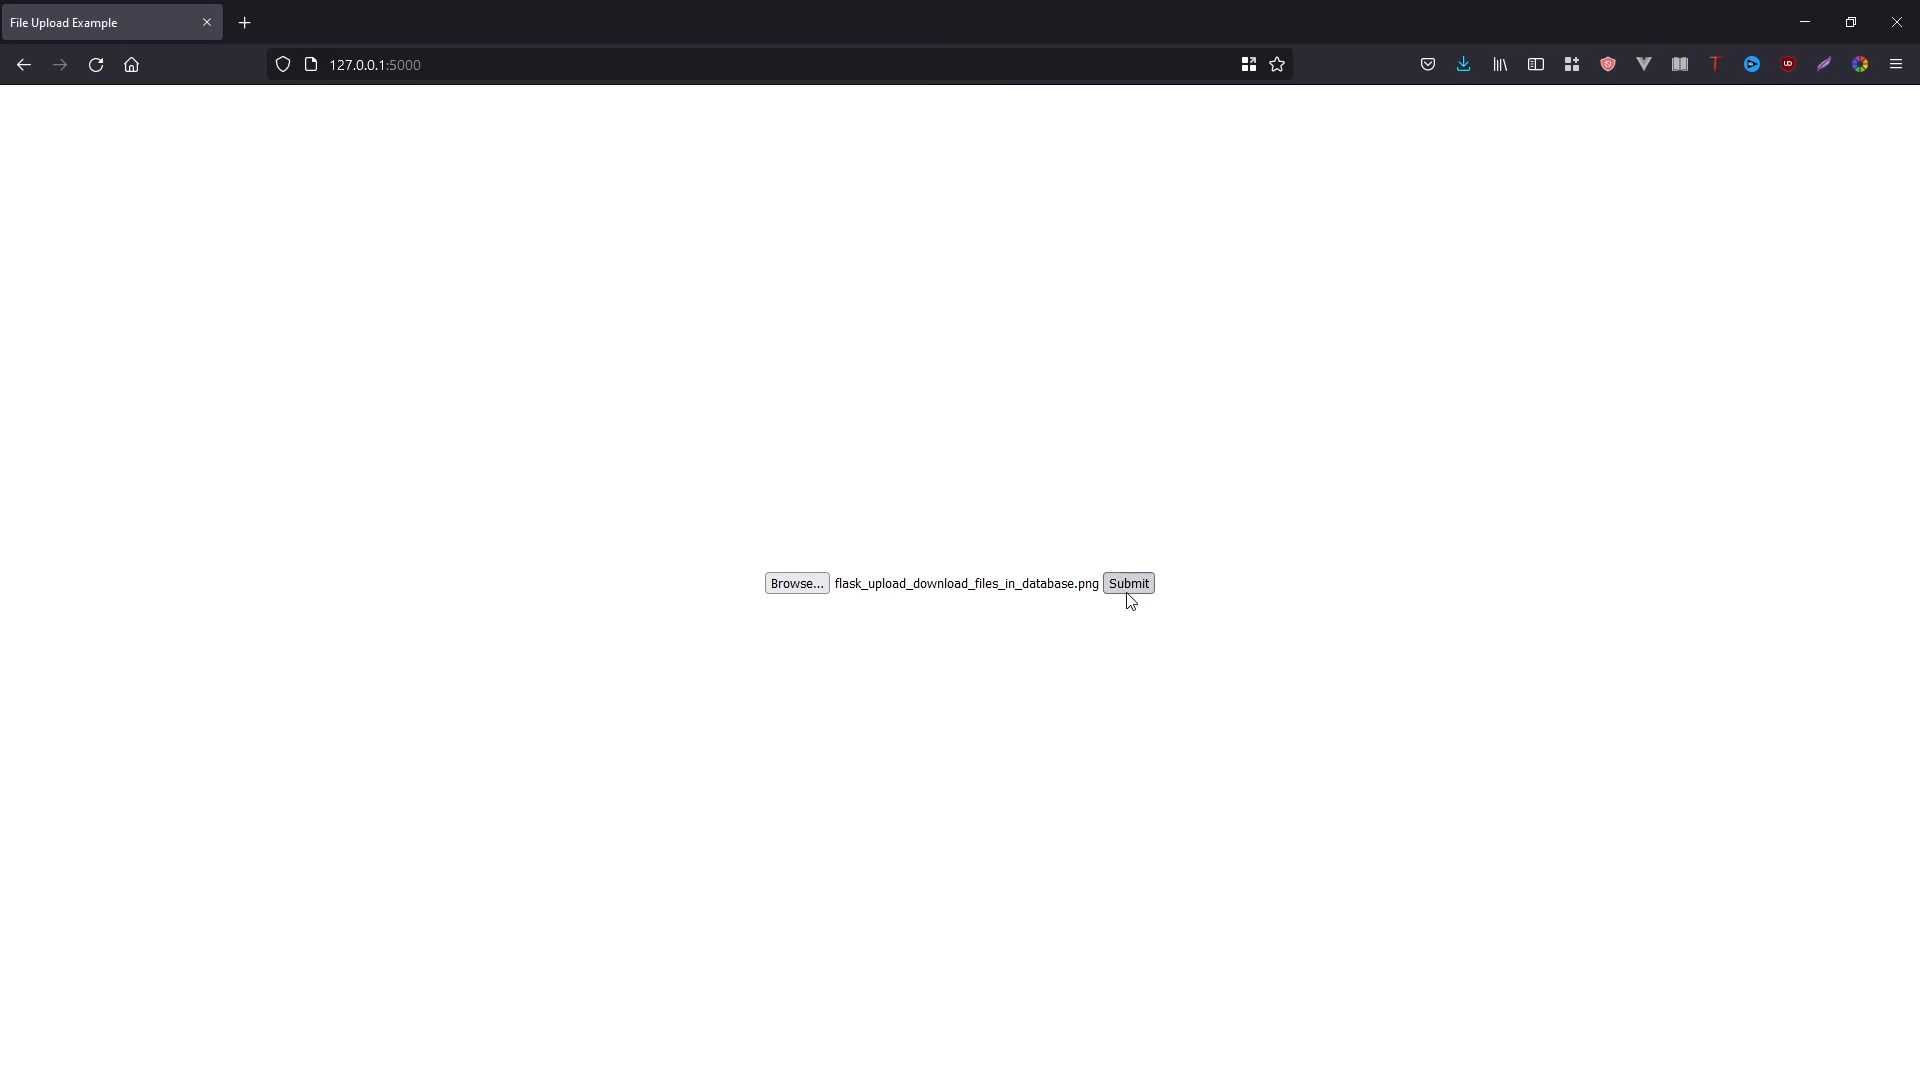 File Upload Example
127.0.0.1:5000
Browse... flask_upload_download_files_in_database.png Submit